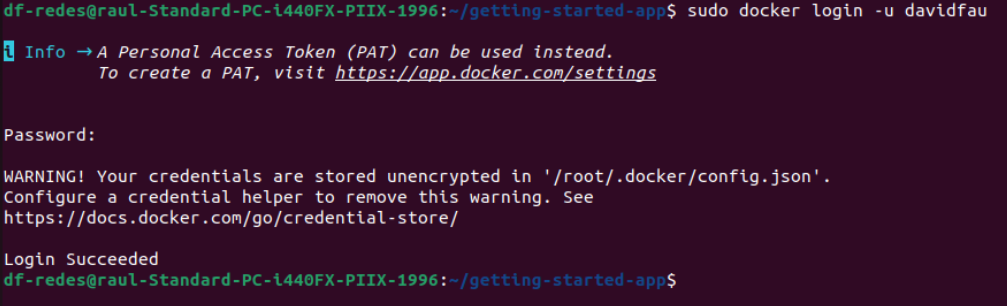 df-redes@raul-Standard-PC-i440FX-PIIX-1996:~/getting-started-app$ sudo docker login -u davidfau
i Info → A Personal Access Token (PAT) can be used instead.
To create a PAT, visit https://app.docker.com/settings
Password:
WARNING! Your credentials are stored unencrypted in '/root/.docker/config.json'.
Configure a credential helper to remove this warning. See
https://docs.docker.com/go/credential-store/
Login Succeeded
df-redes@raul-Standard-PC-i440FX-PIIX-1996:~/getting-started-app$